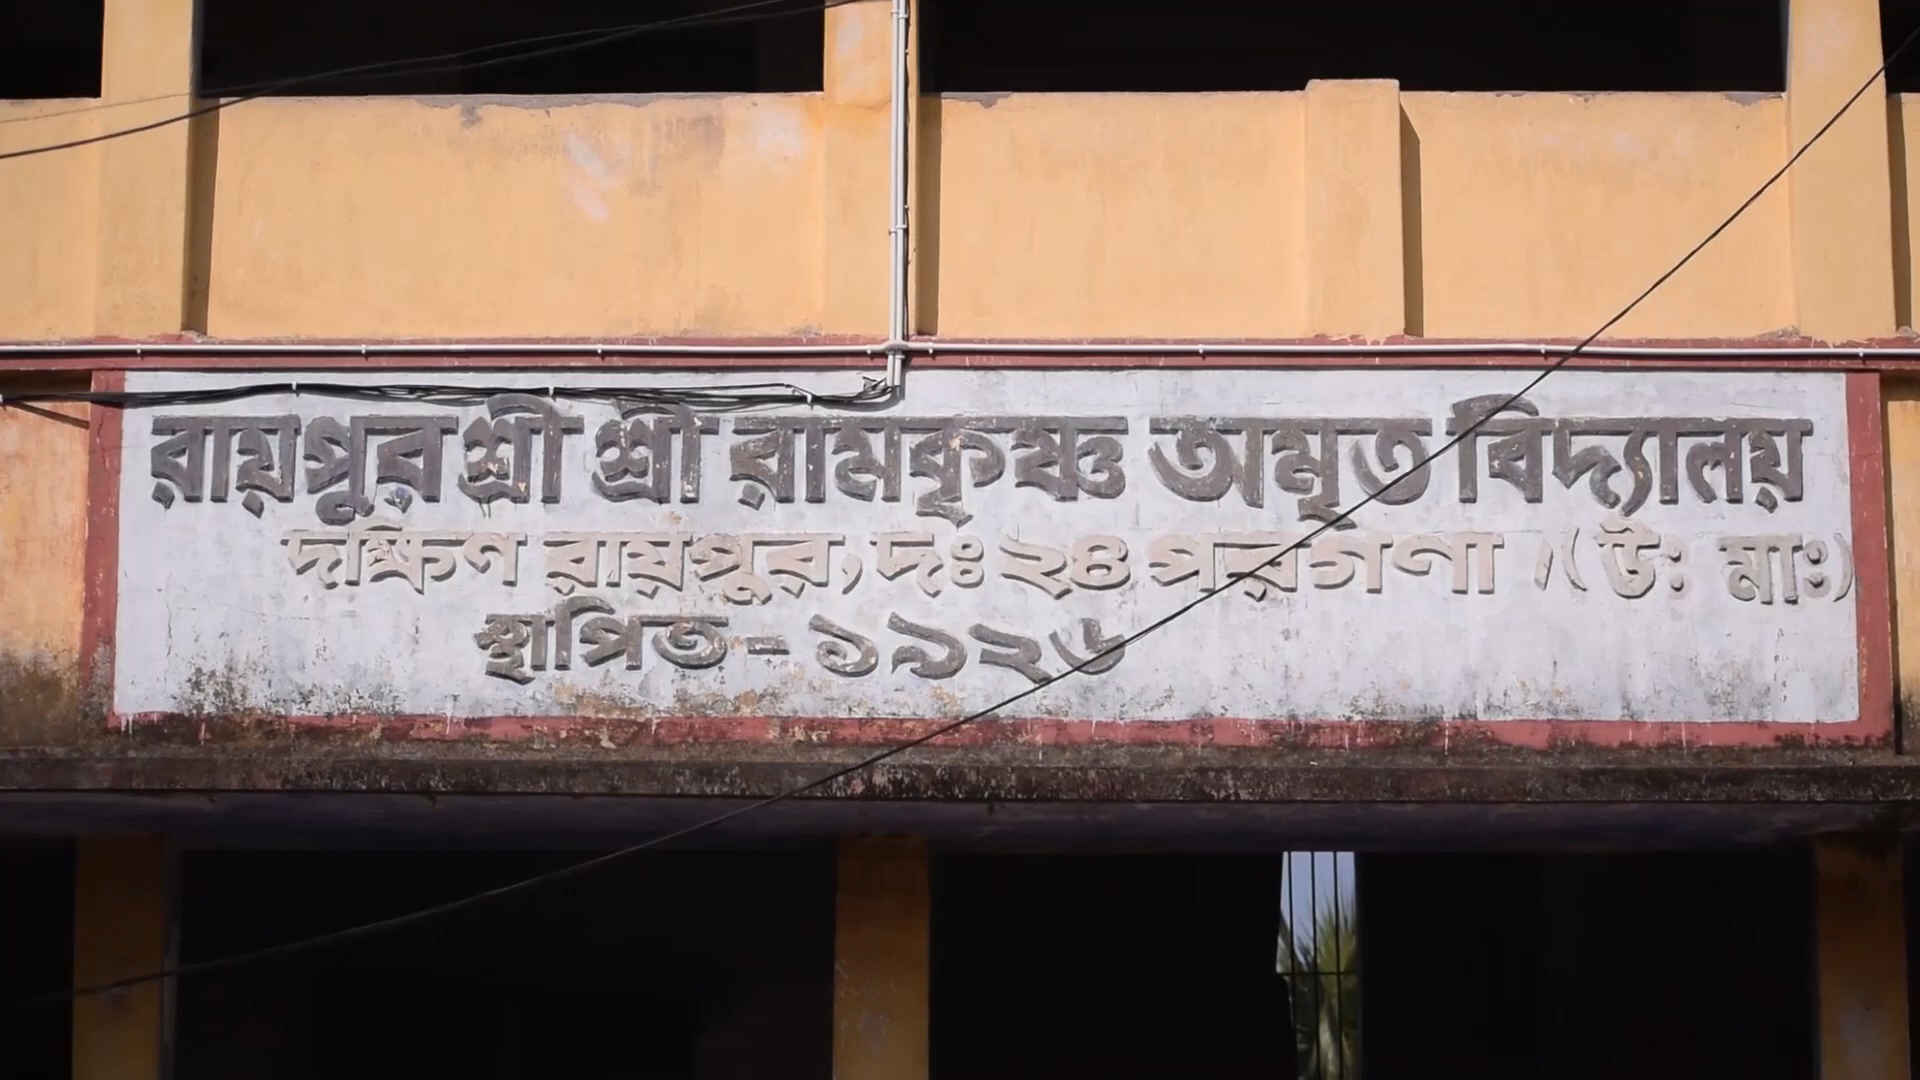 রায়পুর শ্রী শ্রী রামকৃষ্ণ অমৃত বিদ্যালয়
দক্ষিণ রায়পুর, দঃ ২৪ পরগণা । (উঃ মাঃ)
স্থাপিত - ১৯২৬